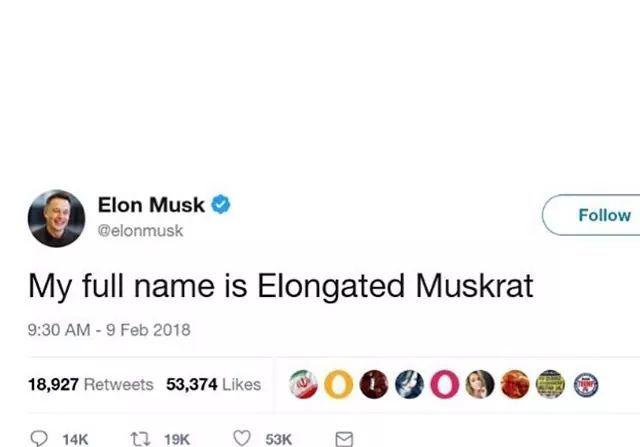 Elon Musk
@elonmusk
Follow
My full name is Elongated Muskrat
9:30 AM - 9 Feb 2018
18,927 Retweets 53,374 Likes
14K 19K 53K